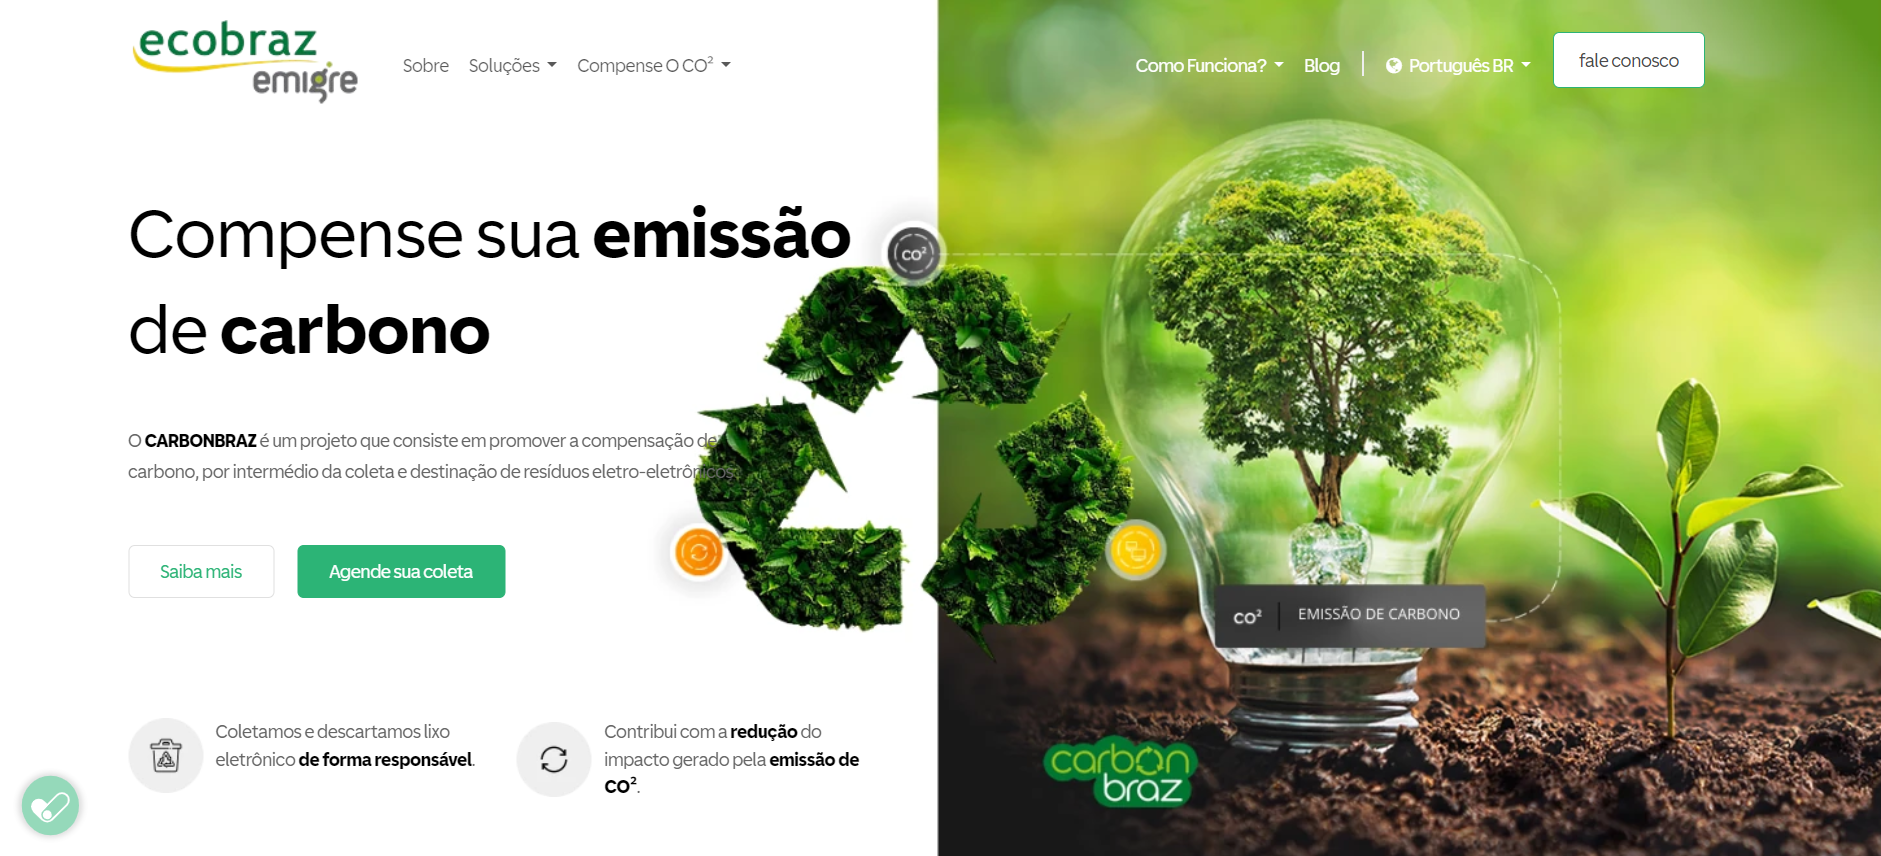 ecobraz
emigre
Sobre
Soluções
Compense O CO²
Como Funciona?
Blog
Português BR
fale conosco
Compense sua emissão
de carbono
CO²
O CARBONBRAZ é um projeto que consiste em promover a compensação de
carbono, por intermédio da coleta e destinação de resíduos eletro-eletrônicos.
Saiba mais
Agende sua coleta
CO² | EMISSÃO DE CARBONO
Coletamos e descartamos lixo
eletrônico de forma responsável.
Contribui com a redução do
impacto gerado pela emissão de
CO².
carbon
braz